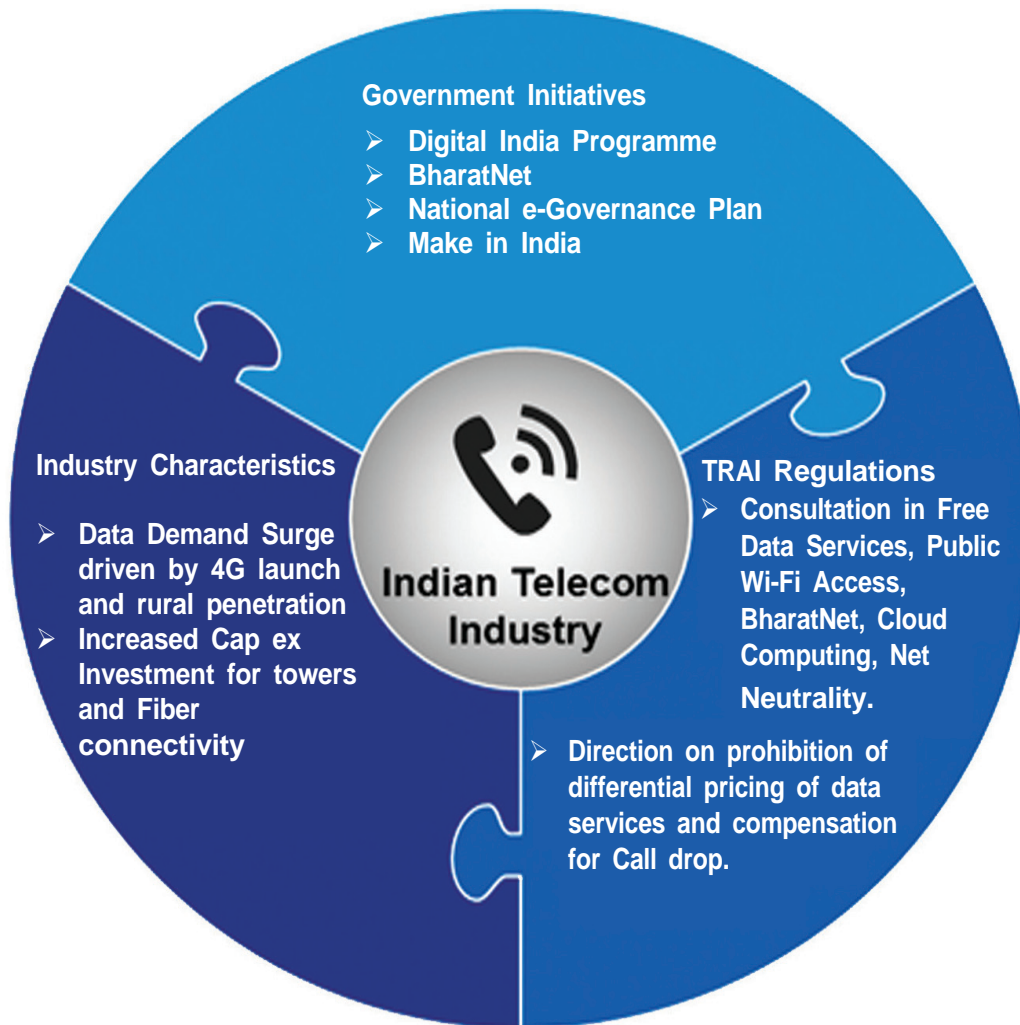 Government Initiatives
➢ Digital India Programme
➢ BharatNet
➢ National e-Governance Plan
➢ Make in India
Industry Characteristics
➢ Data Demand Surge
driven by 4G launch
and rural penetration
➢ Increased Cap ex
Investment for towers
and Fiber
connectivity
Indian Telecom
Industry
TRAI Regulations
➢ Consultation in Free
Data Services, Public
Wi-Fi Access,
BharatNet, Cloud
Computing, Net
Neutrality.
➢ Direction on prohibition of
differential pricing of data
services and compensation
for Call drop.